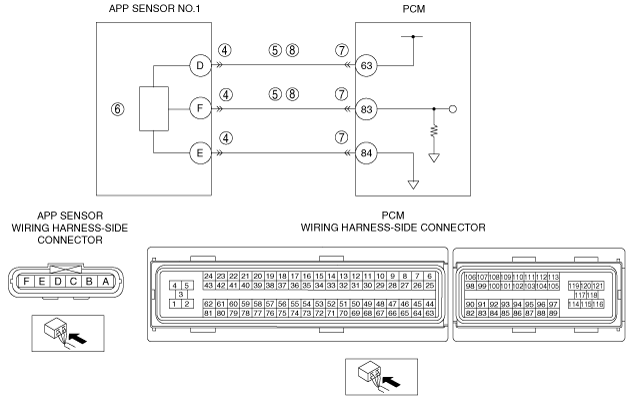 APP SENSOR NO.1
PCM
D 4 5 8 7 63
F 4 5 8 7 83
6
E 4 7 84
APP SENSOR
WIRING HARNESS-SIDE
CONNECTOR
F E D C B A
PCM
WIRING HARNESS-SIDE CONNECTOR
24 23 22 21 20 19 18 17 16 15 14 13 12 11 10 9 8 7 6
43 42 41 40 39 38 37 36 35 34 33 32 31 30 29 28 27 26 25
4 5
3
1 2
62 61 60 59 58 57 56 55 54 53 52 51 50 49 48 47 46 45 44
81 80 79 78 77 76 75 74 73 72 71 70 69 68 67 66 65 64 63
106 107 108 109 110 111 112 113
98 99 100 101 102 103 104 105
119 120 121
117 118
114 115 116
90 91 92 93 94 95 96 97
82 83 84 85 86 87 88 89